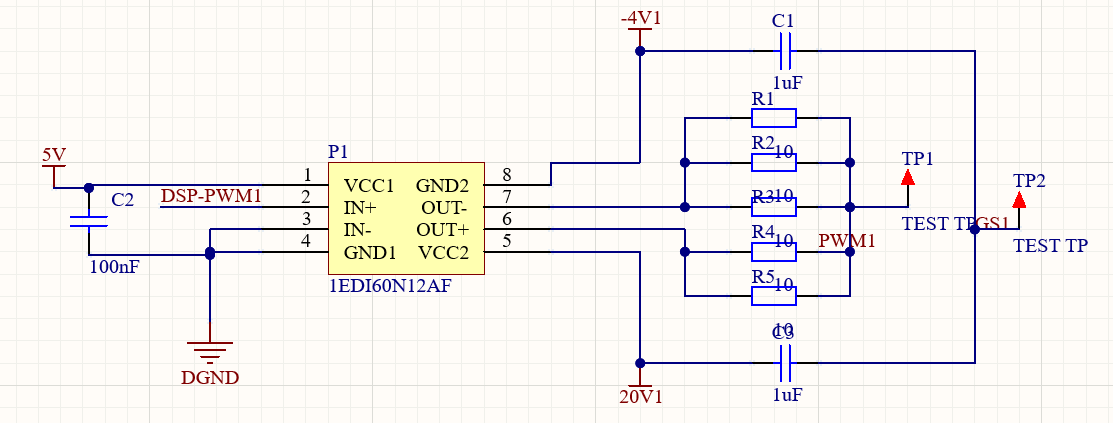 -4V1
C1
1uF
R1
10
R2
10
R3
10
R4
10
R5
10
5V
C2
100nF
DSP-PWM1
P1
1 VCC1 GND2 8
2 IN+ OUT- 7
3 IN- OUT+ 6
4 GND1 VCC2 5
1EDI60N12AF
DGND
TP1
TEST TP
PWM1
GS1
TP2
TEST TP
C3
1uF
20V1